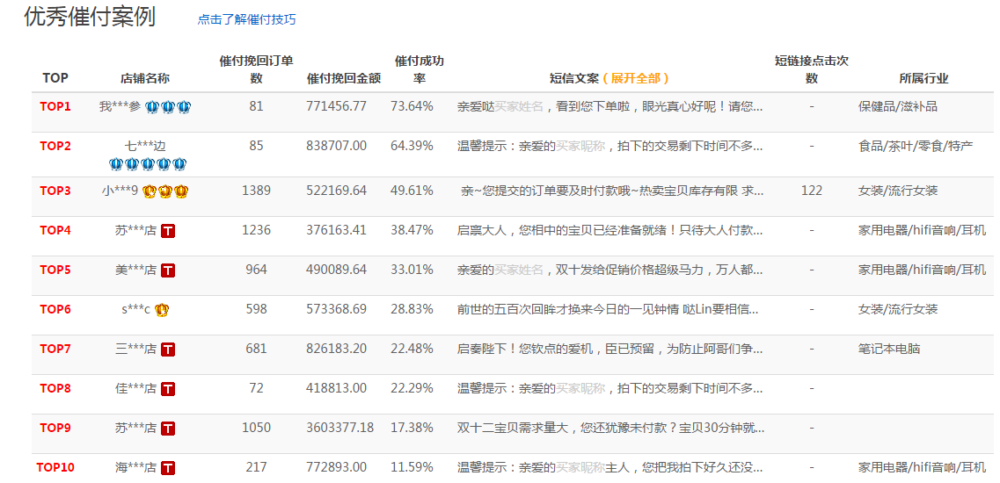 优秀催付案例 点击了解催付技巧
TOP 店铺名称 催付挽回订单数 催付挽回金额 催付成功率 短信文案（展开全部） 短链接点击次数 所属行业
TOP1 我***参 81 771456.77 73.64% 亲爱哒买家姓名，看到您下单啦，眼光真心好呢！请您... - 保健品/滋补品
TOP2 七***边 85 838707.00 64.39% 温馨提示：亲爱的买家昵称，拍下的交易剩下时间不多... - 食品/茶叶/零食/特产
TOP3 小***9 1389 522169.64 49.61% 亲~您提交的订单要及时付款哦~热卖宝贝库存有限 求... 122 女装/流行女装
TOP4 苏***店 T 1236 376163.41 38.47% 启禀大人，您相中的宝贝已经准备就绪！只待大人付款... - 家用电器/hifi音响/耳机
TOP5 美***店 T 964 490089.64 33.01% 亲爱的买家姓名，双十发给促销价格超级马力，万人都... - 家用电器/hifi音响/耳机
TOP6 s***c 598 573368.69 28.83% 前世的五百次回眸才换来今日的一见钟情 哒Lin要相信... - 女装/流行女装
TOP7 三***店 T 681 826183.20 22.48% 启奏陛下！您钦点的爱机，臣已预留，为防止阿哥们争... - 笔记本电脑
TOP8 佳***店 T 72 418813.00 22.29% 温馨提示：亲爱的买家昵称，拍下的交易剩下时间不多... -
TOP9 苏***店 T 1050 3603377.18 17.38% 双十二宝贝需求量大，您还犹豫未付款？宝贝30分钟就... -
TOP10 海***店 T 217 772893.00 11.59% 温馨提示：亲爱的买家昵称主人，您把我拍下好久还没... - 家用电器/hifi音响/耳机